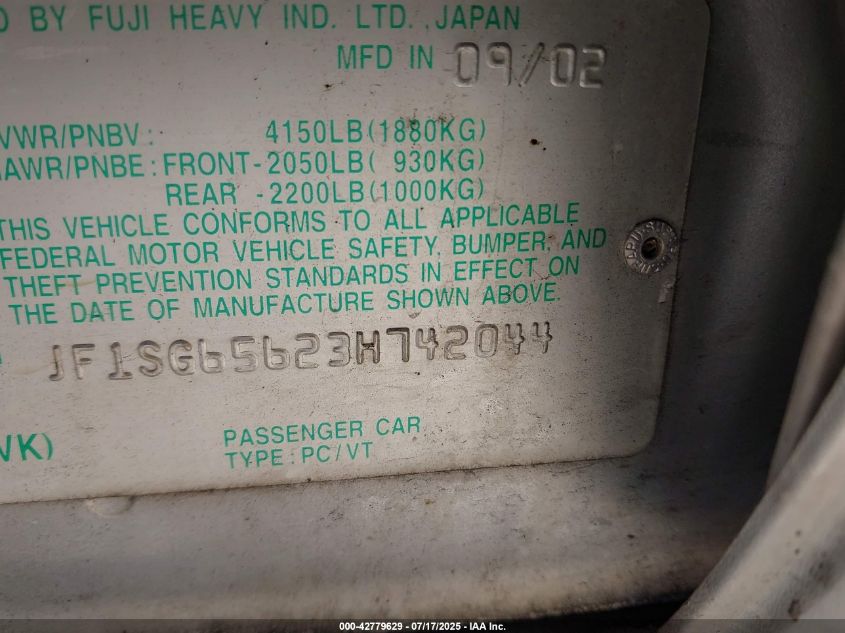 D BY FUJI HEAVY IND. LTD., JAPAN
MFD IN 09/02
VWR/PNBV: 4150LB(1880KG)
AWR/PNBE: FRONT-2050LB( 930KG)
REAR -2200LB(1000KG)
THIS VEHICLE CONFORMS TO ALL APPLICABLE
FEDERAL MOTOR VEHICLE SAFETY, BUMPER, AND
THEFT PREVENTION STANDARDS IN EFFECT ON
THE DATE OF MANUFACTURE SHOWN ABOVE.
JF1SG65623H742044
VK)
PASSENGER CAR
TYPE: PC/VT
000-42779629 - 07/17/2025 - IAA Inc.